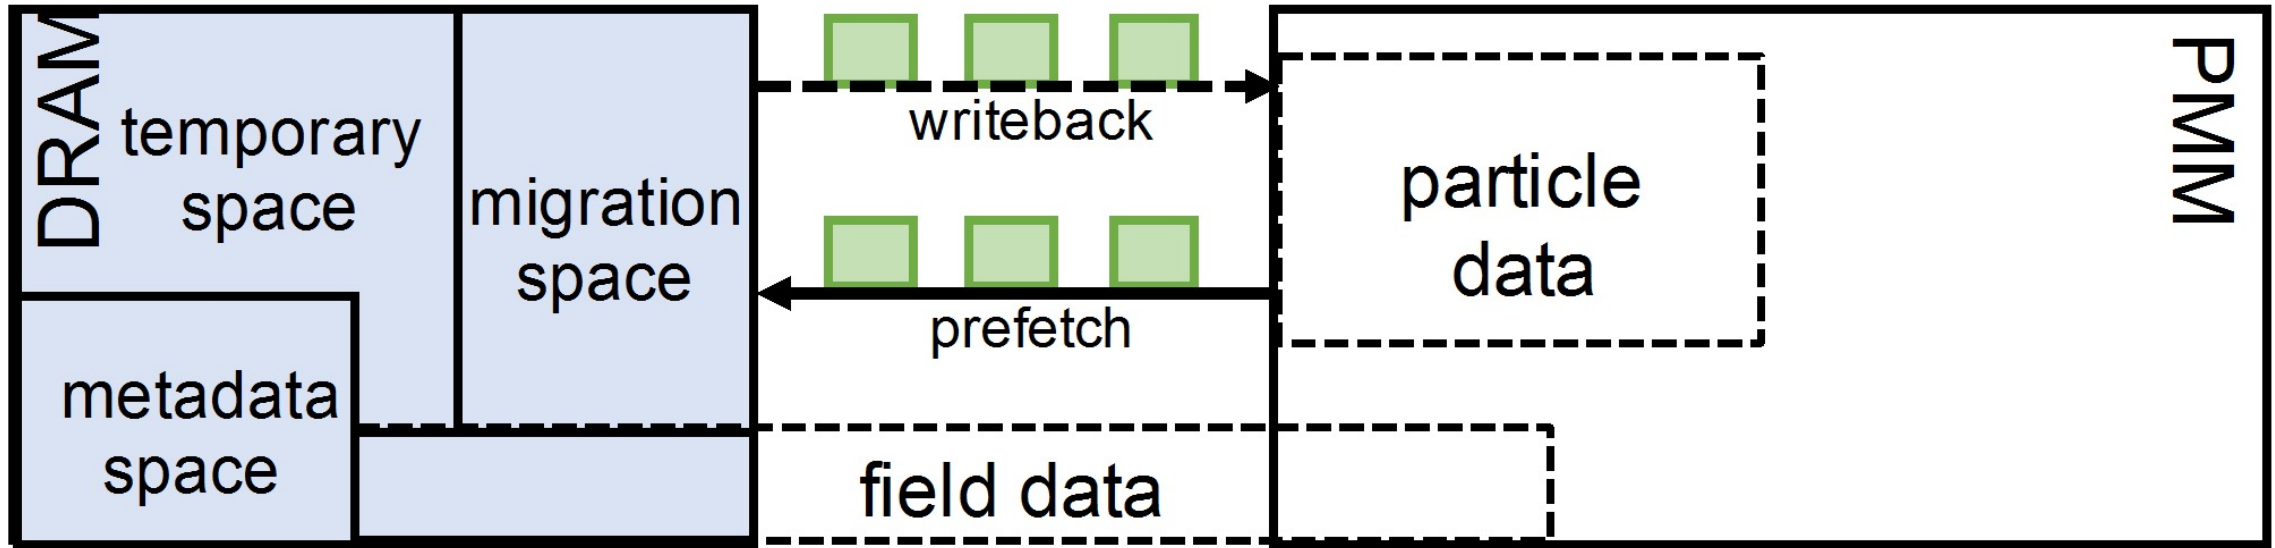 DRAM
temporary
space
migration
space
metadata
space
writeback
prefetch
particle
data
field data
PMM